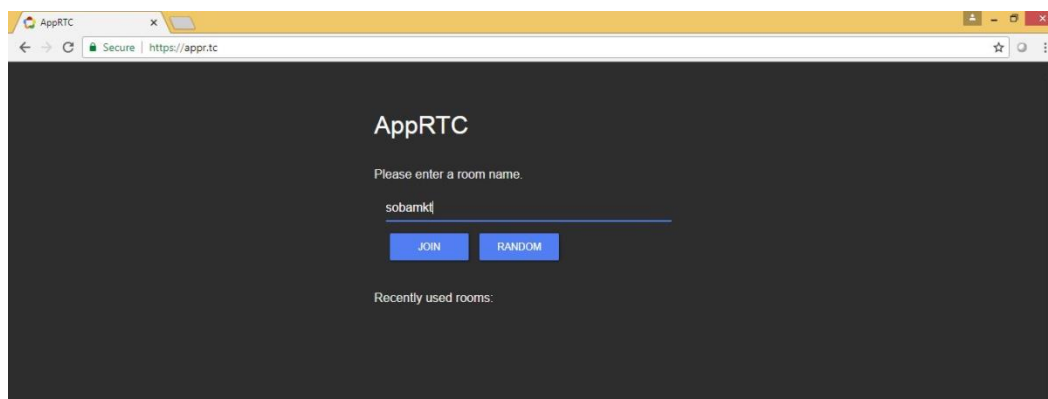 AppRTC
Secure | https://appr.tc
AppRTC
Please enter a room name.
sobamkt
JOIN RANDOM
Recently used rooms: